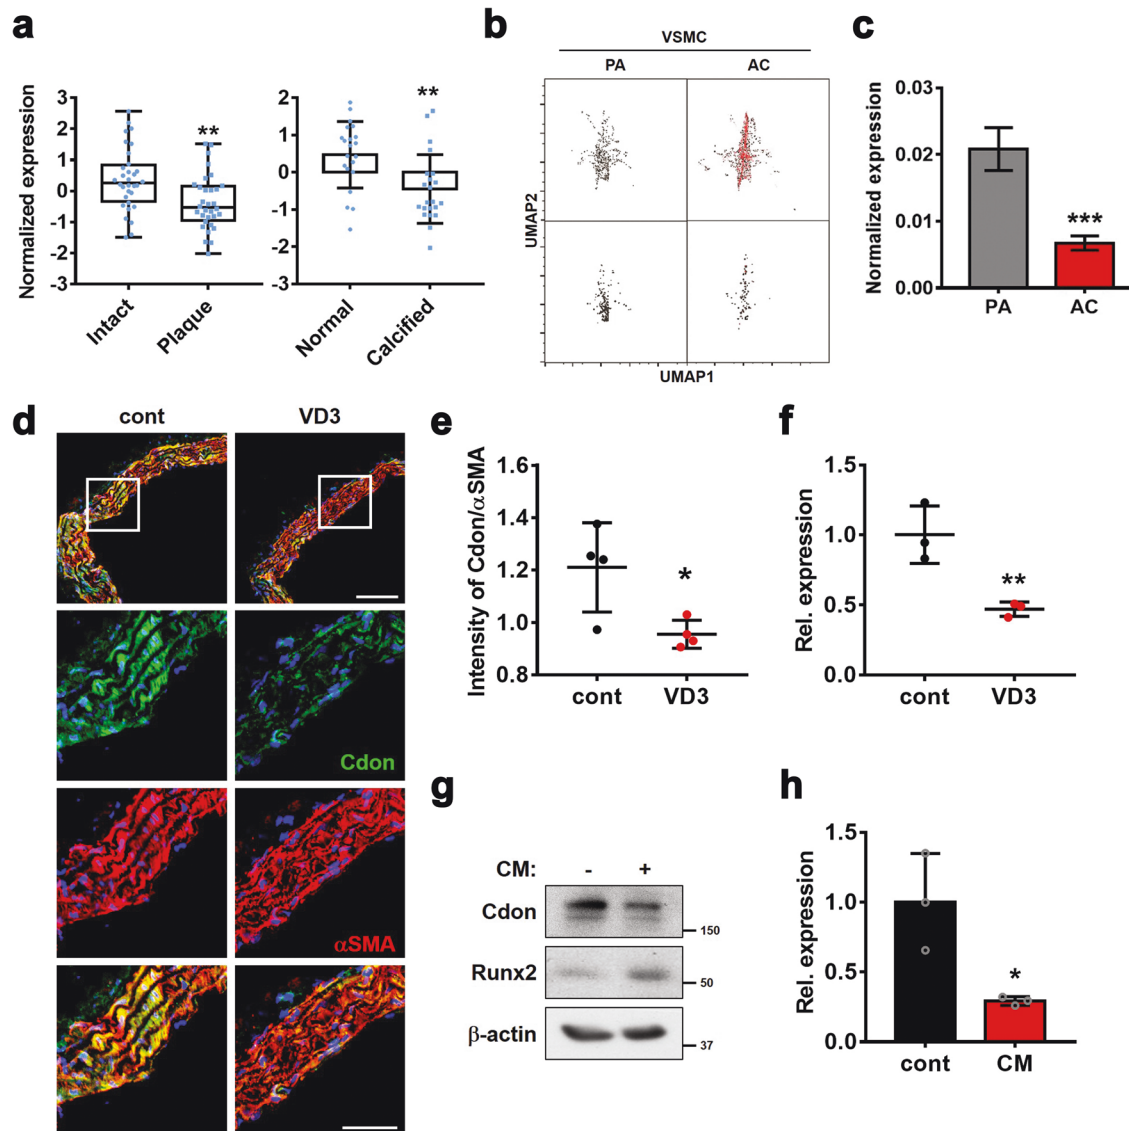 a
Normalized expression
3
2
1
0
-1
-2
-3
**
Intact
Plaque
2
1
0
-1
-2
-3
**
Normal
Calcified
b
VSMC
PA
AC
UMAP2
UMAP1
c
Normalized expression
0.03
0.02
0.01
0.00
***
PA
AC
d
cont
VD3
Cdon
αSMA
e
Intensity of Cdon/αSMA
1.6
1.4
1.2
1.0
0.8
*
cont
VD3
f
Rel. expression
1.5
1.0
0.5
0.0
**
cont
VD3
g
CM: - +
Cdon
150
Runx2
50
β-actin
37
h
Rel. expression
1.5
1.0
0.5
0.0
*
cont
CM